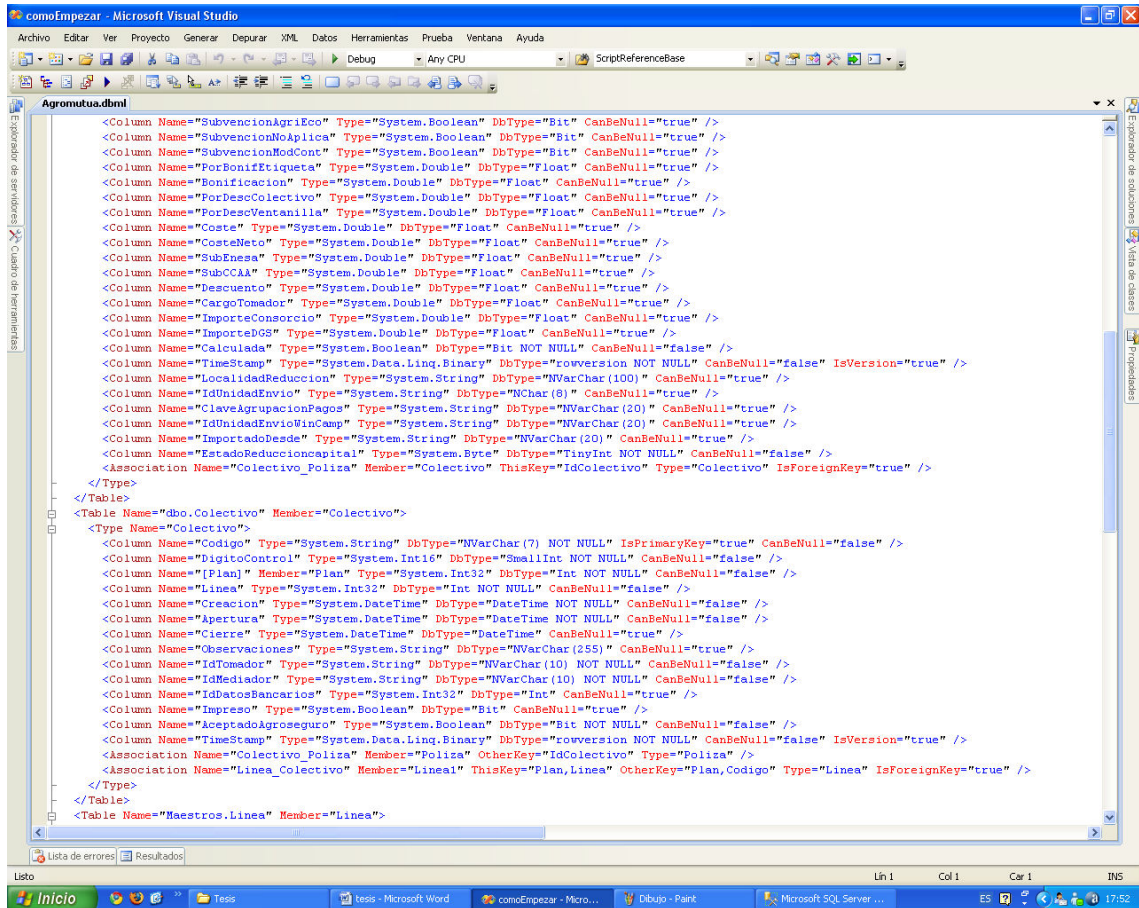 comoEmpezar - Microsoft Visual Studio
Archivo Editar Ver Proyecto Generar Depurar XML Datos Herramientas Prueba Ventana Ayuda
Debug Any CPU ScriptReferenceBase
Agromutua.dbml
Explorador de servidores
Cuadro de herramientas
<Column Name="SubvencionAgriEco" Type="System.Boolean" DbType="Bit" CanBeNull="true" />
<Column Name="SubvencionNoAplica" Type="System.Boolean" DbType="Bit" CanBeNull="true" />
<Column Name="SubvencionModCont" Type="System.Boolean" DbType="Bit" CanBeNull="true" />
<Column Name="PorBonifEtiqueta" Type="System.Double" DbType="Float" CanBeNull="true" />
<Column Name="Bonificacion" Type="System.Double" DbType="Float" CanBeNull="true" />
<Column Name="PorDescColectivo" Type="System.Double" DbType="Float" CanBeNull="true" />
<Column Name="PorDescVentanilla" Type="System.Double" DbType="Float" CanBeNull="true" />
<Column Name="Coste" Type="System.Double" DbType="Float" CanBeNull="true" />
<Column Name="CosteNeto" Type="System.Double" DbType="Float" CanBeNull="true" />
<Column Name="SubEnesa" Type="System.Double" DbType="Float" CanBeNull="true" />
<Column Name="SubCCAA" Type="System.Double" DbType="Float" CanBeNull="true" />
<Column Name="Descuento" Type="System.Double" DbType="Float" CanBeNull="true" />
<Column Name="CargoTomador" Type="System.Double" DbType="Float" CanBeNull="true" />
<Column Name="ImporteConsorcio" Type="System.Double" DbType="Float" CanBeNull="true" />
<Column Name="ImporteDGS" Type="System.Double" DbType="Float" CanBeNull="true" />
<Column Name="Calculada" Type="System.Boolean" DbType="Bit NOT NULL" CanBeNull="false" />
<Column Name="TimeStamp" Type="System.Data.Linq.Binary" DbType="rowversion NOT NULL" CanBeNull="false" IsVersion="true" />
<Column Name="LocalidadReduccion" Type="System.String" DbType="NVarChar(100)" CanBeNull="true" />
<Column Name="IdUnidadEnvio" Type="System.String" DbType="NChar(8)" CanBeNull="true" />
<Column Name="ClaveAgrupacionPagos" Type="System.String" DbType="NVarChar(20)" CanBeNull="true" />
<Column Name="IdUnidadEnvioWinCamp" Type="System.String" DbType="NVarChar(20)" CanBeNull="true" />
<Column Name="ImportadoDesde" Type="System.String" DbType="NVarChar(20)" CanBeNull="true" />
<Column Name="EstadoReduccioncapital" Type="System.Byte" DbType="TinyInt NOT NULL" CanBeNull="false" />
<Association Name="Colectivo_Poliza" Member="Colectivo" ThisKey="IdColectivo" Type="Colectivo" IsForeignKey="true" />
</Type>
</Table>
<Table Name="dbo.Colectivo" Member="Colectivo">
<Type Name="Colectivo">
<Column Name="Codigo" Type="System.String" DbType="NVarChar(7) NOT NULL" IsPrimaryKey="true" CanBeNull="false" />
<Column Name="DigitoControl" Type="System.Int16" DbType="SmallInt NOT NULL" CanBeNull="false" />
<Column Name="[Plan]" Member="Plan" Type="System.Int32" DbType="Int NOT NULL" CanBeNull="false" />
<Column Name="Linea" Type="System.Int32" DbType="Int NOT NULL" CanBeNull="false" />
<Column Name="Creacion" Type="System.DateTime" DbType="DateTime NOT NULL" CanBeNull="false" />
<Column Name="Apertura" Type="System.DateTime" DbType="DateTime NOT NULL" CanBeNull="false" />
<Column Name="Cierre" Type="System.DateTime" DbType="DateTime" CanBeNull="true" />
<Column Name="Observaciones" Type="System.String" DbType="NVarChar(255)" CanBeNull="true" />
<Column Name="IdTomador" Type="System.String" DbType="NVarChar(10) NOT NULL" CanBeNull="false" />
<Column Name="IdMediador" Type="System.String" DbType="NVarChar(10) NOT NULL" CanBeNull="false" />
<Column Name="IdDatosBancarios" Type="System.Int32" DbType="Int" CanBeNull="true" />
<Column Name="Impreso" Type="System.Boolean" DbType="Bit" CanBeNull="true" />
<Column Name="AceptadoAgroseguro" Type="System.Boolean" DbType="Bit NOT NULL" CanBeNull="false" />
<Column Name="TimeStamp" Type="System.Data.Linq.Binary" DbType="rowversion NOT NULL" CanBeNull="false" IsVersion="true" />
<Association Name="Colectivo_Poliza" Member="Poliza" OtherKey="IdColectivo" Type="Poliza" />
<Association Name="Linea_Colectivo" Member="Linea1" ThisKey="Plan,Linea" OtherKey="Plan,Codigo" Type="Linea" IsForeignKey="true" />
</Type>
</Table>
<Table Name="Maestros.Linea" Member="Linea">
Explorador de soluciones
Vista de clases
Propiedades
Lista de errores Resultados
Listo Lín 1 Col 1 Car 1 INS
Inicio Tesis tesis - Microsoft Word comoEmpezar - Micro... Dibujo - Paint Microsoft SQL Server ... ES 17:52